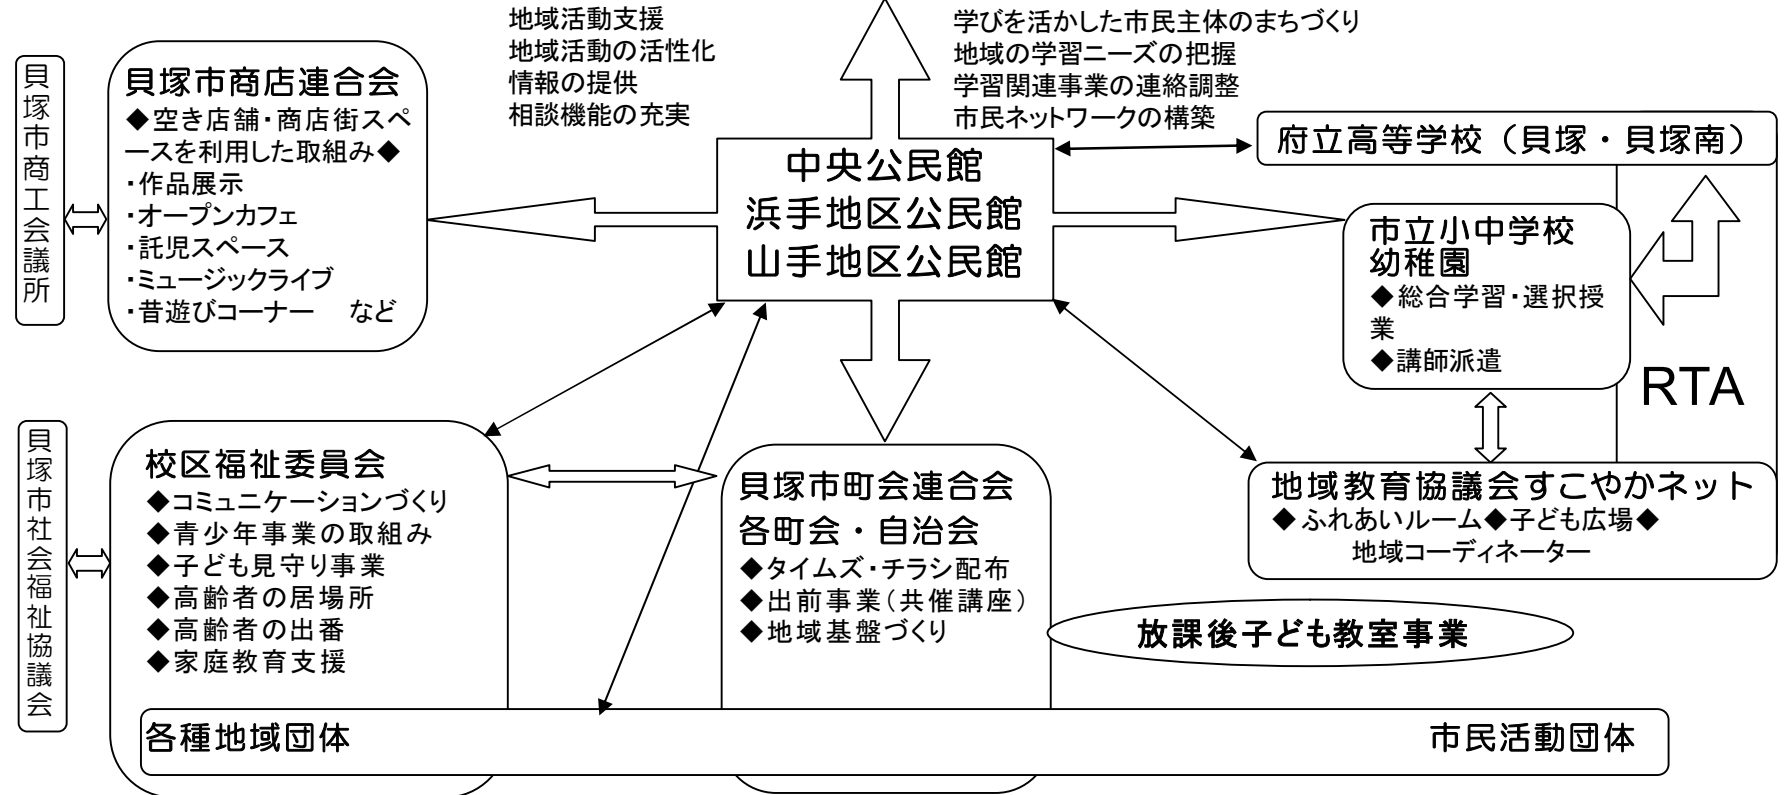 地域活動支援
地域活動の活性化
情報の提供
相談機能の充実
学びを活かした市民主体のまちづくり
地域の学習ニーズの把握
学習関連事業の連絡調整
市民ネットワークの構築
貝塚市商工会議所
貝塚市商店連合会
◆空き店舗・商店街スペ
ースを利用した取組み◆
・作品展示
・オープンカフェ
・託児スペース
・ミュージックライブ
・昔遊びコーナー　など
中央公民館
浜手地区公民館
山手地区公民館
府立高等学校（貝塚・貝塚南）
市立小中学校
幼稚園
◆総合学習・選択授
業
◆講師派遣
RTA
貝塚市社会福祉協議会
校区福祉委員会
◆コミュニケーションづくり
◆青少年事業の取組み
◆子ども見守り事業
◆高齢者の居場所
◆高齢者の出番
◆家庭教育支援
貝塚市町会連合会
各町会・自治会
◆タイムズ・チラシ配布
◆出前事業（共催講座）
◆地域基盤づくり
地域教育協議会すこやかネット
◆ふれあいルーム◆子ども広場◆
地域コーディネーター
放課後子ども教室事業
各種地域団体
市民活動団体